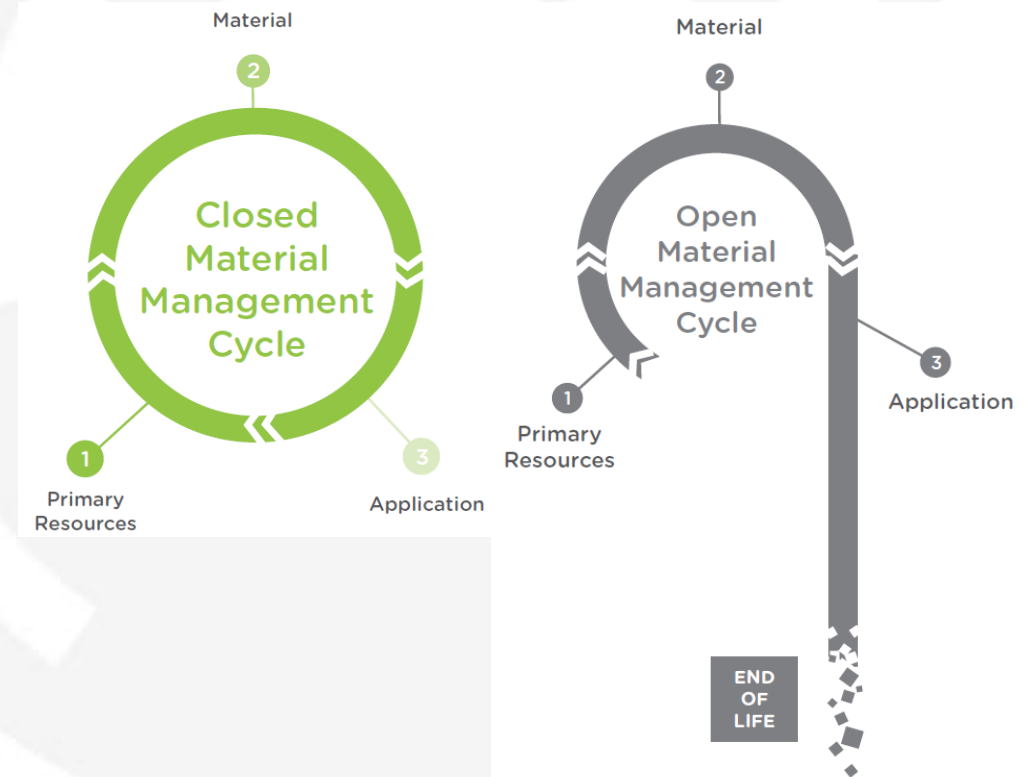 Material
2
Closed
Material
Management
Cycle
1
Primary
Resources
3
Application
Material
2
Open
Material
Management
Cycle
1
Primary
Resources
3
Application
END
OF
LIFE